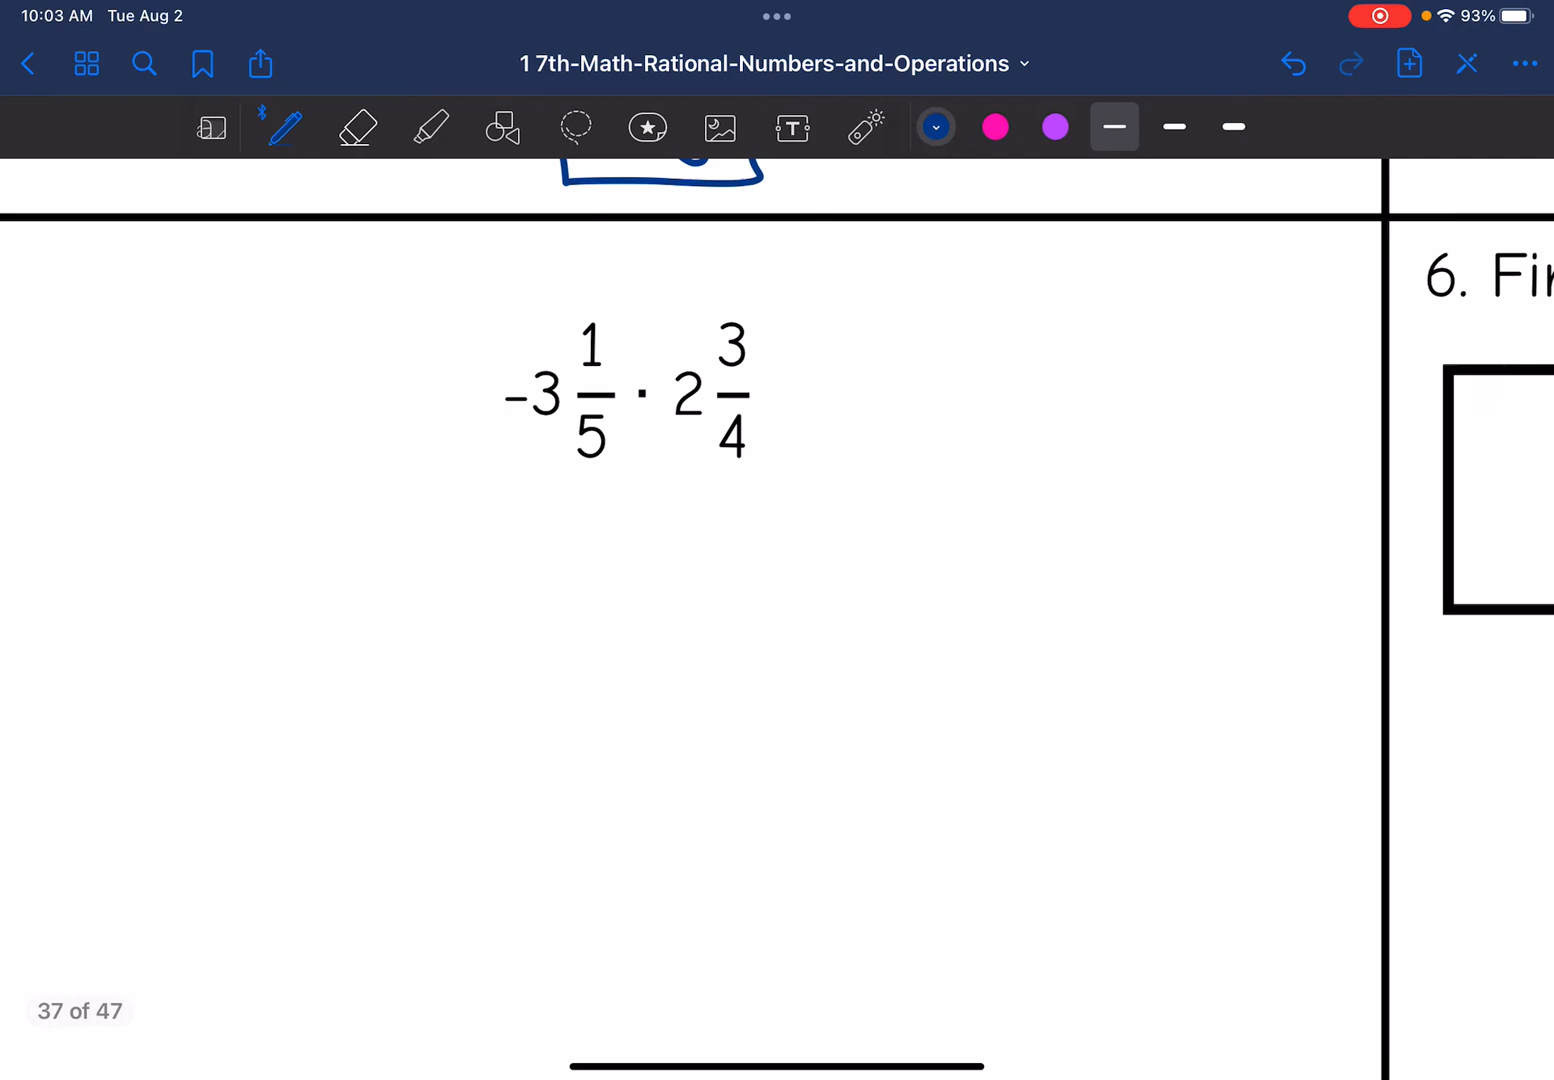 10:03 AM Tue Aug 2
93%
1 7th-Math-Rational-Numbers-and-Operations
T
6. Fir
-3 1/5 · 2 3/4
37 of 47